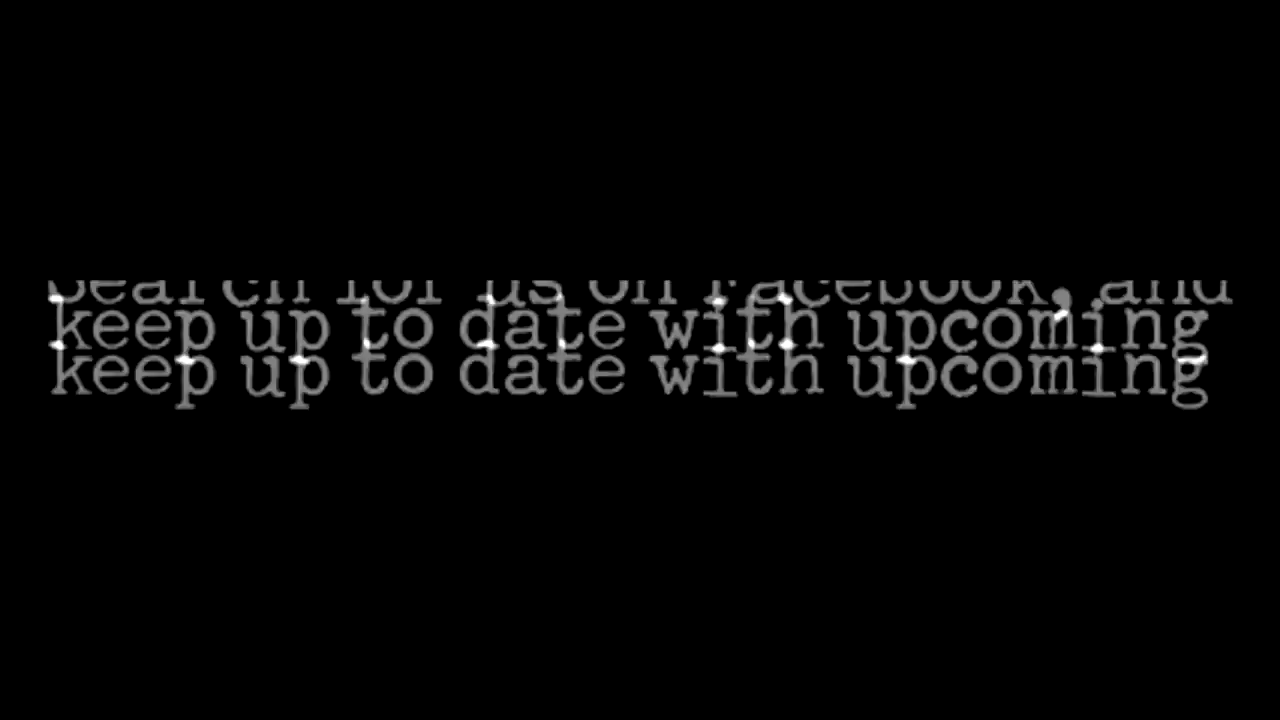 Search for us on Facebook, and
keep up to date with upcoming
keep up to date with upcoming